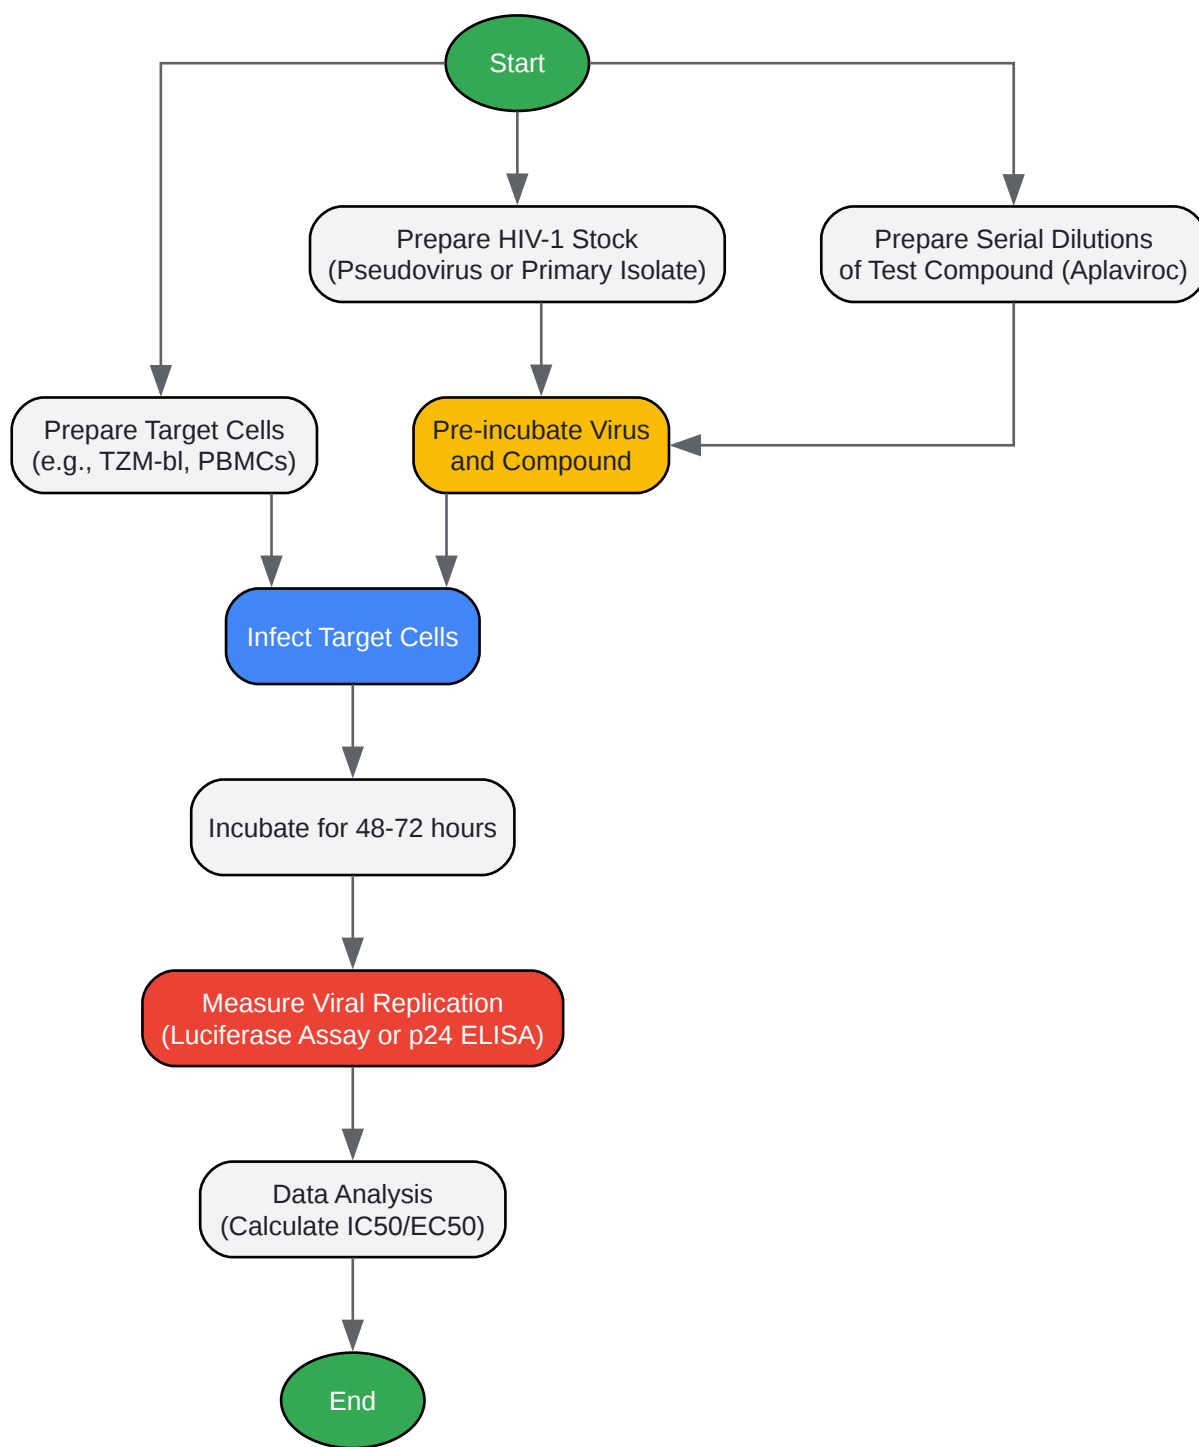 Start
Prepare HIV-1 Stock
(Pseudovirus or Primary Isolate)
Prepare Serial Dilutions
of Test Compound (Aplaviroc)
Prepare Target Cells
(e.g., TZM-bl, PBMCs)
Pre-incubate Virus
and Compound
Infect Target Cells
Incubate for 48-72 hours
Measure Viral Replication
(Luciferase Assay or p24 ELISA)
Data Analysis
(Calculate IC50/EC50)
End